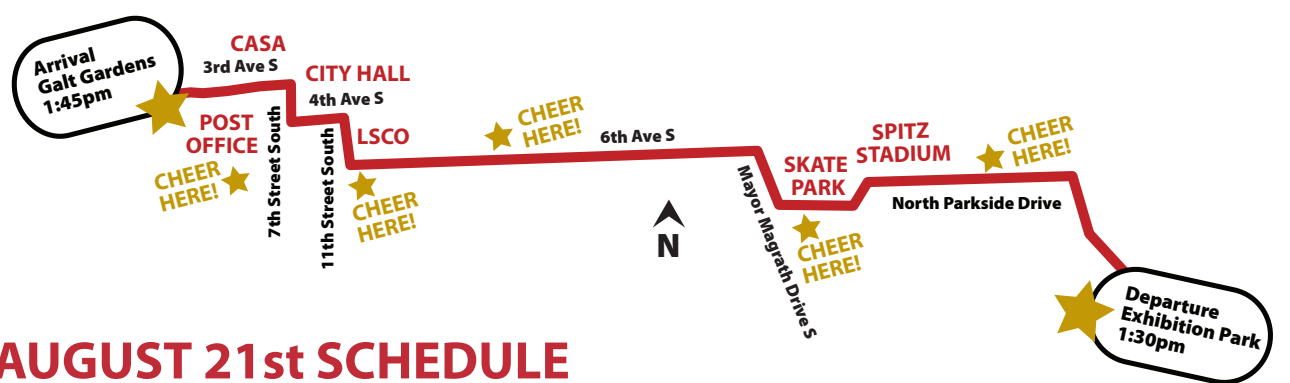 Arrival
Galt Gardens
1:45pm
CASA
3rd Ave S
CITY HALL
4th Ave S
POST
OFFICE
CHEER
HERE!
7th Street South
11th Street South
LSCO
CHEER
HERE!
CHEER
HERE!
6th Ave S
N
Mayor Magrath Drive S
SKATE
PARK
SPITZ
STADIUM
CHEER
HERE!
CHEER
HERE!
North Parkside Drive
Departure
Exhibition Park
1:30pm
AUGUST 21st SCHEDULE